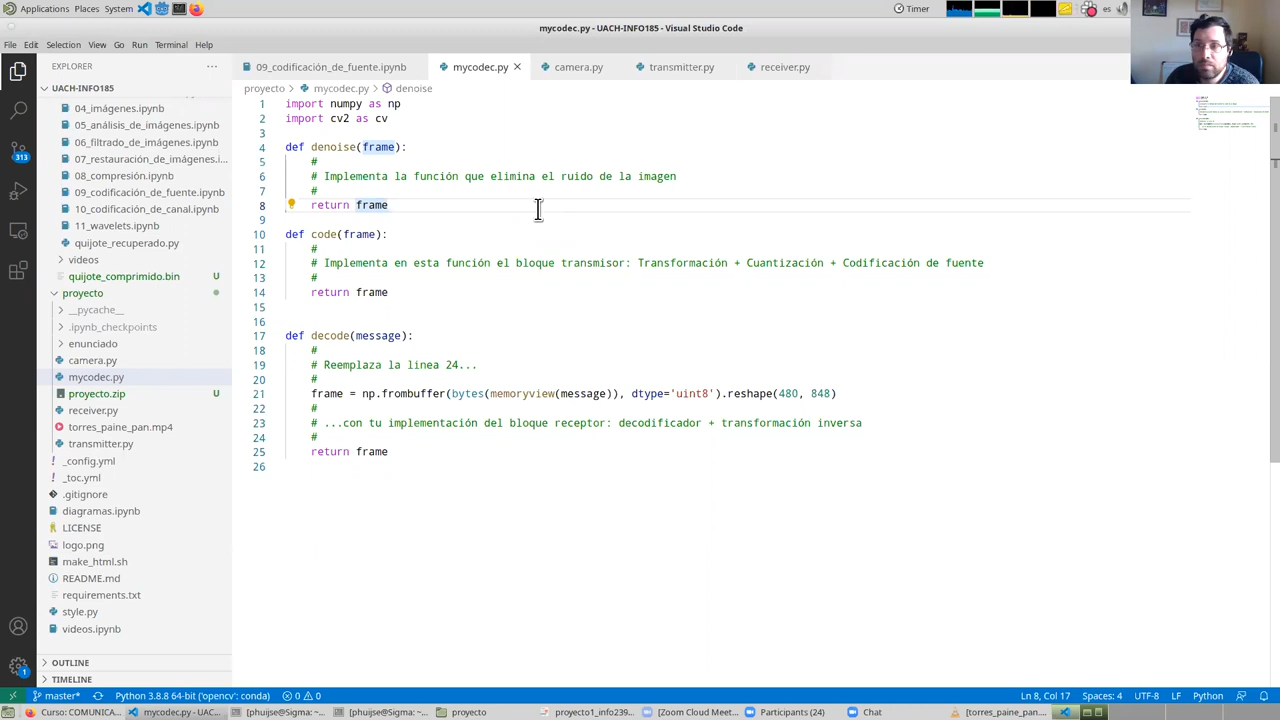 Applications Places System
Timer
es
mycodec.py - UACH-INFO185 - Visual Studio Code
File Edit Selection View Go Run Terminal Help
EXPLORER
UACH-INFO185
04_imágenes.ipynb
05_análisis_de_imágenes.ipynb
06_filtrado_de_imágenes.ipynb
07_restauración_de_imágenes.i...
08_compresión.ipynb
09_codificación_de_fuente.ipynb
10_codificación_de_canal.ipynb
11_wavelets.ipynb
quijote_recuperado.py
videos
quijote_comprimido.bin U
proyecto
__pycache__
.ipynb_checkpoints
enunciado
camera.py
mycodec.py
proyecto.zip U
receiver.py
torres_paine_pan.mp4
transmitter.py
_config.yml
_toc.yml
.gitignore
diagramas.ipynb
LICENSE
logo.png
make_html.sh
README.md
requirements.txt
style.py
videos.ipynb
OUTLINE
TIMELINE
313
1
09_codificación_de_fuente.ipynb
mycodec.py
camera.py
transmitter.py
receiver.py
proyecto > mycodec.py > denoise
1 import numpy as np
2 import cv2 as cv
3
4 def denoise(frame):
5 #
6 # Implementa la función que elimina el ruido de la imagen
7 #
8 return frame
9
10 def code(frame):
11 #
12 # Implementa en esta función el bloque transmisor: Transformación + Cuantización + Codificación de fuente
13 #
14 return frame
15
16
17 def decode(message):
18 #
19 # Reemplaza la linea 24...
20 #
21 frame = np.frombuffer(bytes(memoryview(message)), dtype='uint8').reshape(480, 848)
22 #
23 # ...con tu implementación del bloque receptor: decodificador + transformación inversa
24 #
25 return frame
26
master* Python 3.8.8 64-bit ('opencv': conda) 0 0 Ln 8, Col 17 Spaces: 4 UTF-8 LF Python
Curso: COMUNICA... mycodec.py - UAC... [phuijse@Sigma: ~... [phuijse@Sigma: ~... proyecto proyecto1_info239... [Zoom Cloud Meet... Participants (24) Chat [torres_paine_pan....